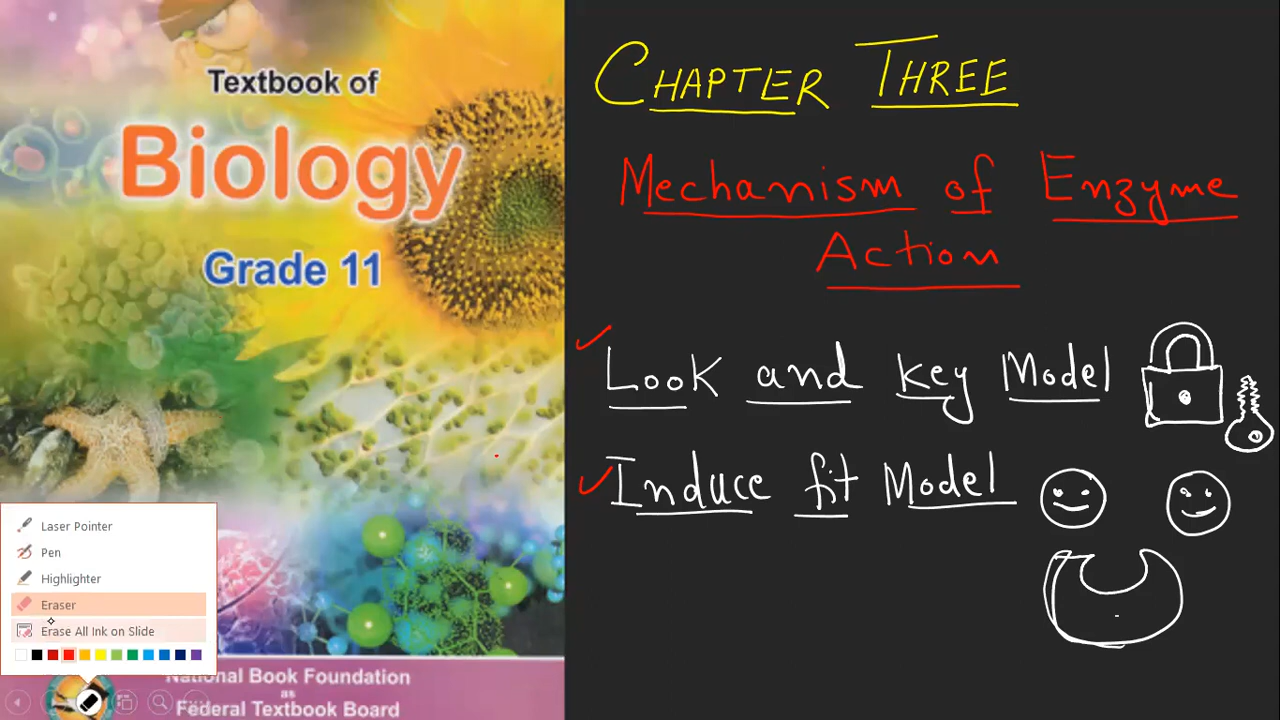 Textbook of
Biology
Grade 11
National Book Foundation
as
Federal Textbook Board
Laser Pointer
Pen
Highlighter
Eraser
Erase All Ink on Slide
CHAPTER THREE
Mechanism of Enzyme
Action
Look and key Model
Induce fit Model